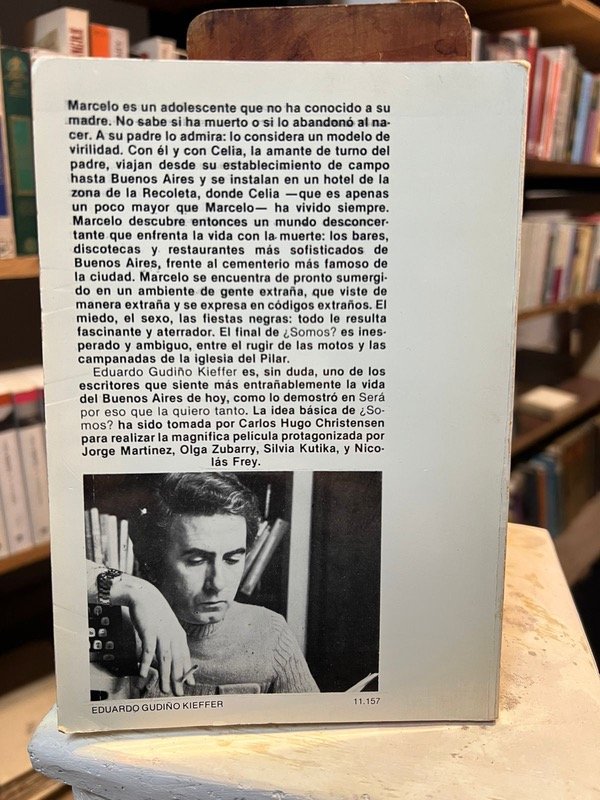 Marcelo es un adolescente que no ha conocido a su
madre. No sabe si ha muerto o si lo abandonó al na-
cer. A su padre lo admira: lo considera un modelo de
virilidad. Con él y con Celia, la amante de turno del
padre, viajan desde su establecimiento de campo
hasta Buenos Aires y se instalan en un hotel de la
zona de la Recoleta, donde Celia —que es apenas
un poco mayor que Marcelo— ha vivido siempre.
Marcelo descubre entonces un mundo desconcer-
tante que enfrenta la vida con la muerte: los bares,
discotecas y restaurantes más sofisticados de
Buenos Aires, frente al cementerio más famoso de
la ciudad. Marcelo se encuentra de pronto sumergi-
do en un ambiente de gente extraña, que viste de
manera extraña y se expresa en códigos extraños. El
miedo, el sexo, las fiestas negras: todo le resulta
fascinante y aterrador. El final de ¿Somos? es ines-
perado y ambiguo, entre el rugir de las motos y las
campanadas de la iglesia del Pilar.
Eduardo Gudiño Kieffer es, sin duda, uno de los
escritores que siente más entrañablemente la vida
del Buenos Aires de hoy, como lo demostró en Será
por eso que la quiero tanto. La idea básica de ¿So-
mos? ha sido tomada por Carlos Hugo Christensen
para realizar la magnífica película protagonizada por
Jorge Martínez, Olga Zubarry, Silvia Kutika, y Nico-
lás Frey.
EDUARDO GUDIÑO KIEFFER 11.157